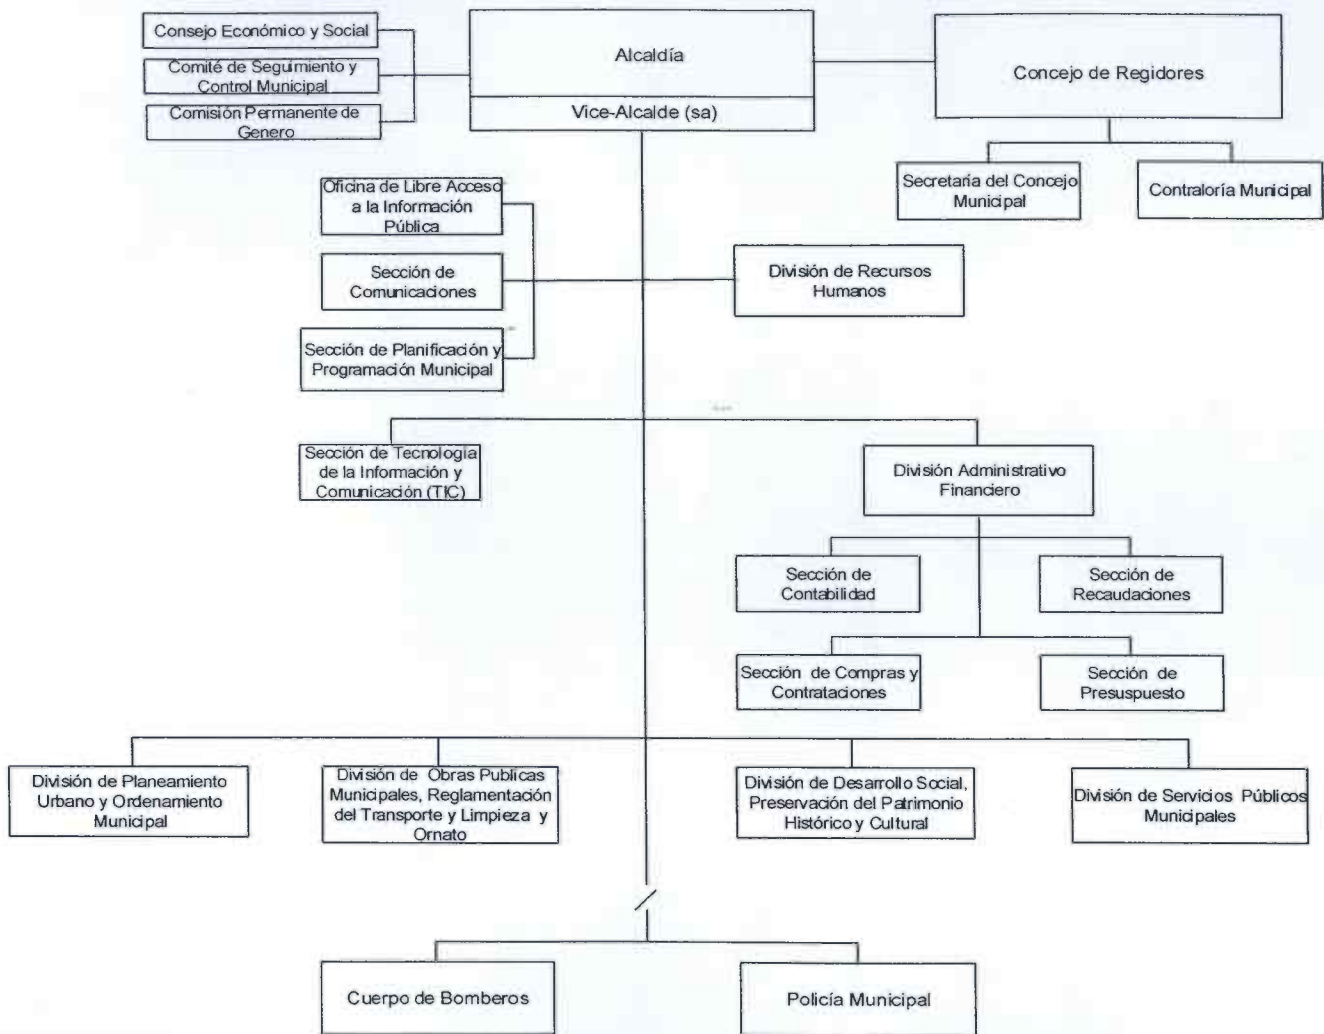 Consejo Económico y Social
Comité de Seguimiento y
Control Municipal
Comisión Permanente de
Genero
Alcaldía
Vice-Alcalde (sa)
Concejo de Regidores
Secretaría del Concejo
Municipal
Contraloría Municipal
Oficina de Libre Acceso
a la Información
Pública
Sección de
Comunicaciones
Sección de Planificación y
Programación Municipal
División de Recursos
Humanos
Sección de Tecnología
de la Información y
Comunicación (TIC)
División Administrativo
Financiero
Sección de
Contabilidad
Sección de
Recaudaciones
Sección de Compras y
Contrataciones
Sección de
Presuspuesto
División de Planeamiento
Urbano y Ordenamiento
Municipal
División de Obras Publicas
Municipales, Reglamentación
del Transporte y Limpieza y
Ornato
División de Desarrollo Social,
Preservación del Patrimonio
Histórico y Cultural
División de Servicios Públicos
Municipales
Cuerpo de Bomberos
Policía Municipal